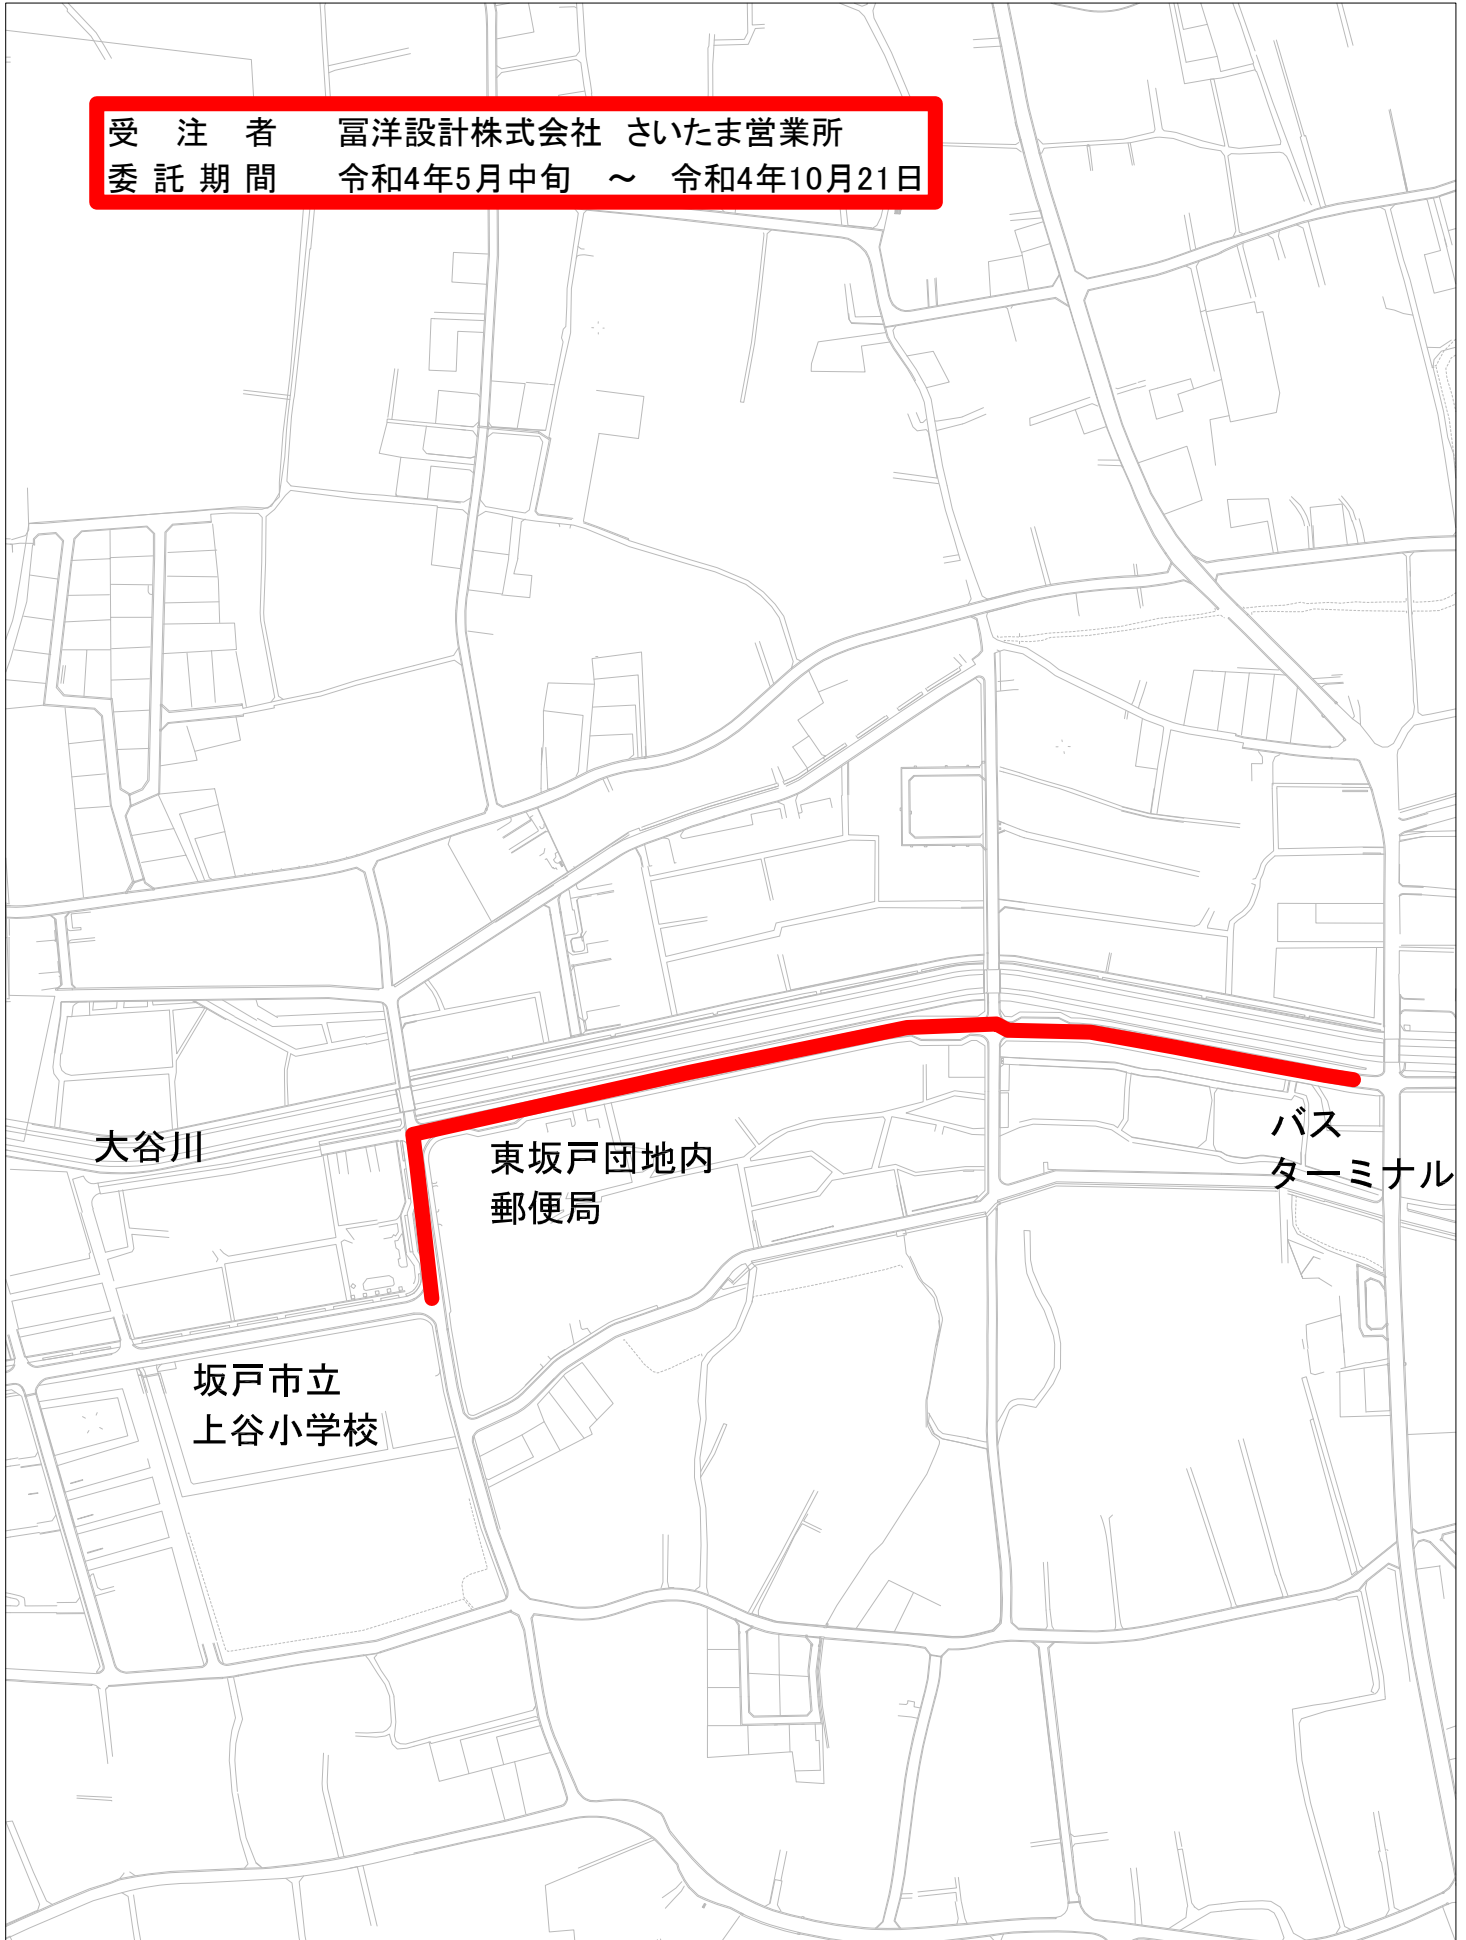 受　注　者　　冨洋設計株式会社　さいたま営業所
委 託 期 間　　令和4年5月中旬　～　令和4年10月21日
大谷川
東坂戸団地内
郵便局
バス
ターミナル
坂戸市立
上谷小学校